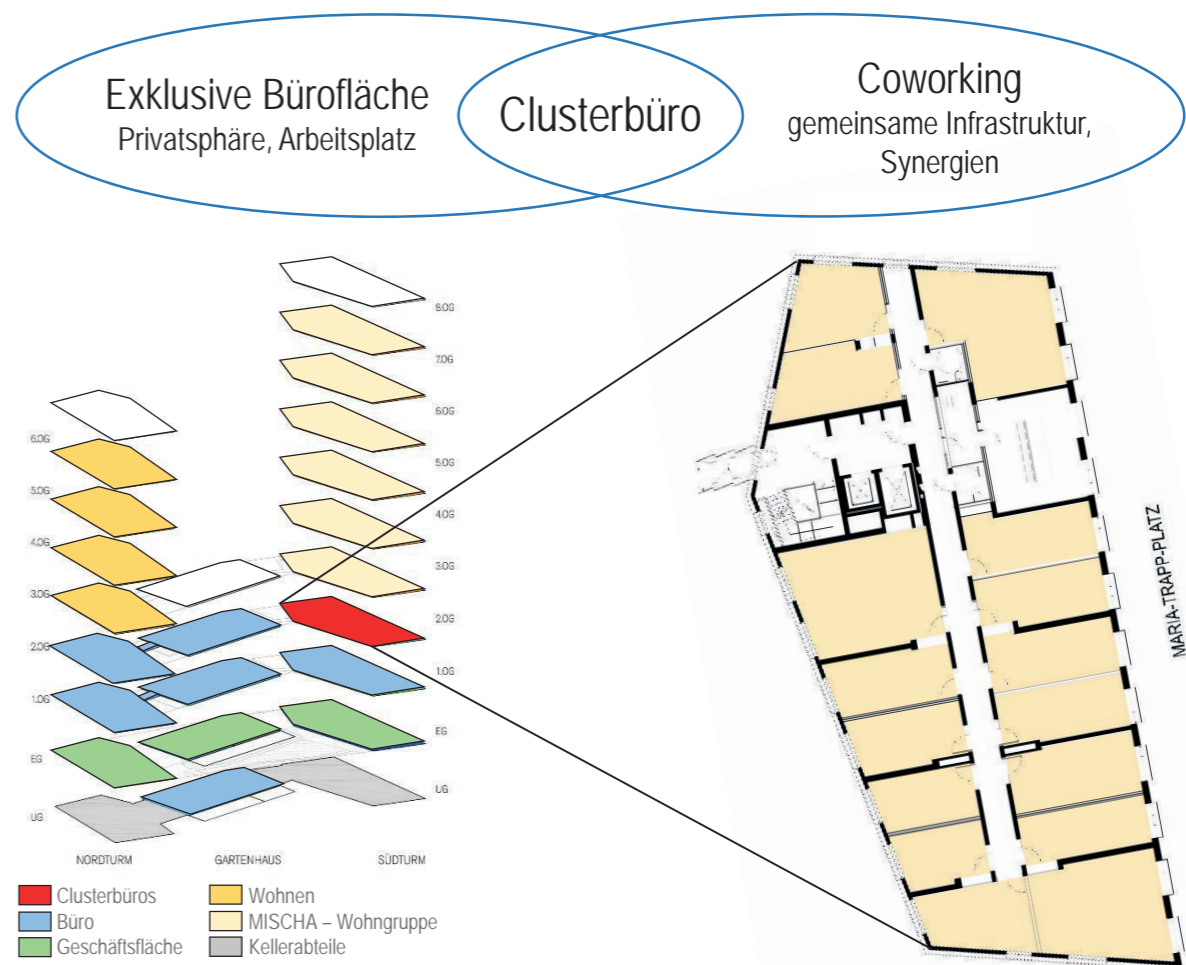 Exklusive Bürofläche
Privatsphäre, Arbeitsplatz
Clusterbüro
Coworking
gemeinsame Infrastruktur,
Synergien
8.OG
7.OG
6.OG
5.OG
4.OG
3.OG
2.OG
1.OG
EG
UG
6.OG
5.OG
4.OG
3.OG
2.OG
1.OG
EG
UG
NORDTURM
GARTENHAUS
SÜDTURM
MARIA-TRAPP-PLATZ
Clusterbüros
Büro
Geschäftsfläche
Wohnen
MISCHA – Wohngruppe
Kellerabteile